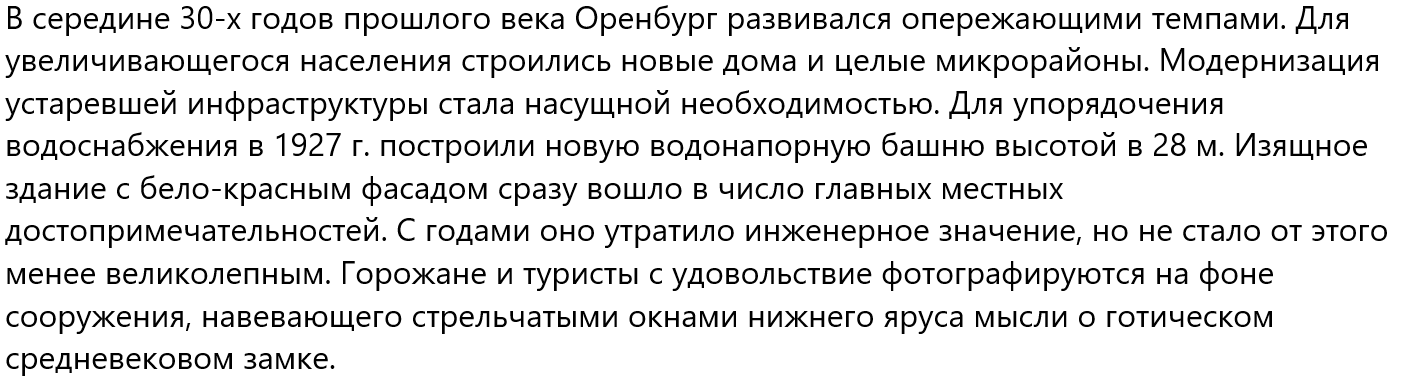 В середине 30-х годов прошлого века Оренбург развивался опережающими темпами. Для
увеличивающегося населения строились новые дома и целые микрорайоны. Модернизация
устаревшей инфраструктуры стала насущной необходимостью. Для упорядочения
водоснабжения в 1927 г. построили новую водонапорную башню высотой в 28 м. Изящное
здание с бело-красным фасадом сразу вошло в число главных местных
достопримечательностей. С годами оно утратило инженерное значение, но не стало от этого
менее великолепным. Горожане и туристы с удовольствие фотографируются на фоне
сооружения, навевающего стрельчатыми окнами нижнего яруса мысли о готическом
средневековом замке.